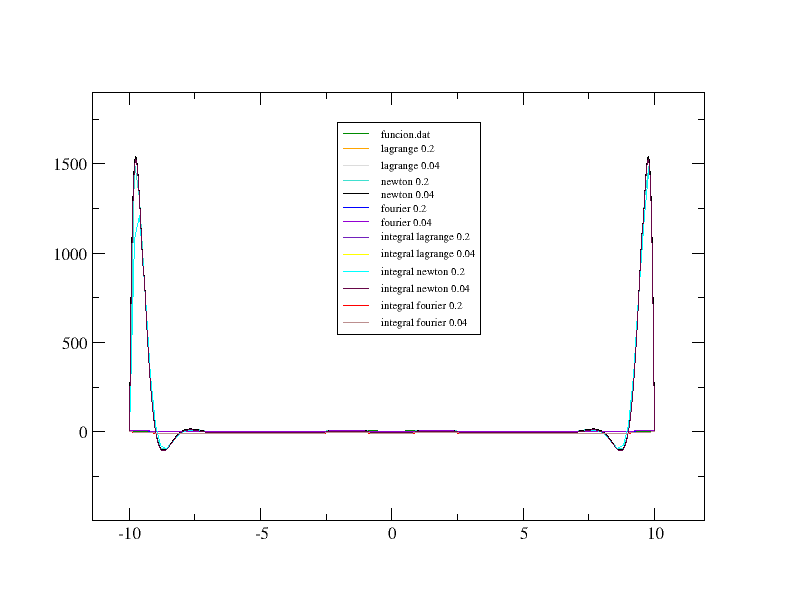 funcion.dat
lagrange 0.2
lagrange 0.04
newton 0.2
newton 0.04
fourier 0.2
fourier 0.04
integral lagrange 0.2
integral lagrange 0.04
integral newton 0.2
integral newton 0.04
integral fourier 0.2
integral fourier 0.04
1500
1000
500
0
-10 -5 0 5 10